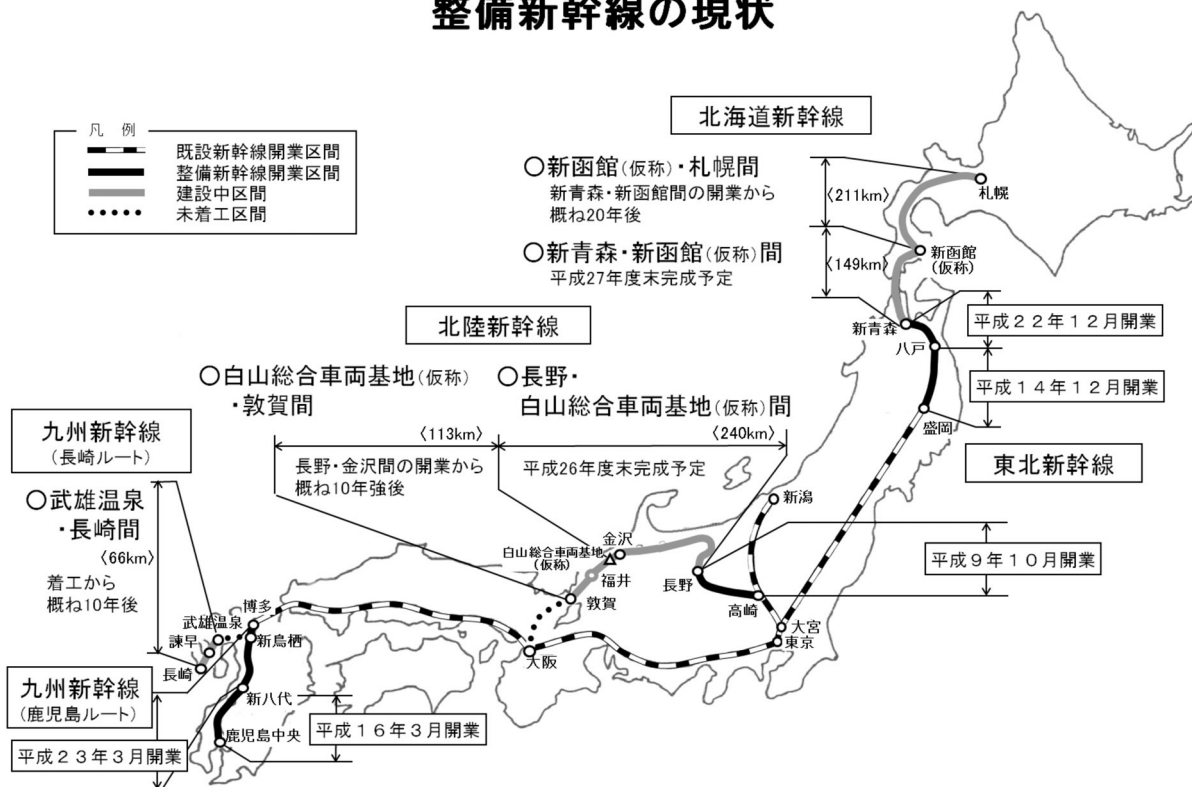 整備新幹線の現状
凡 例
既設新幹線開業区間
整備新幹線開業区間
建設中区間
未着工区間
北海道新幹線
○新函館(仮称)・札幌間
新青森・新函館間の開業から
概ね20年後
〈211km〉
札幌
○新青森・新函館(仮称)間
平成27年度末完成予定
〈149km〉
新函館
(仮称)
新青森
八戸
平成22年12月開業
平成14年12月開業
盛岡
東北新幹線
北陸新幹線
○白山総合車両基地(仮称)
・敦賀間
〈113km〉
長野・金沢間の開業から
概ね10年強後
○長野・
白山総合車両基地(仮称)間
〈240km〉
平成26年度末完成予定
新潟
金沢
白山総合車両基地
(仮称)
福井
敦賀
長野
高崎
平成9年10月開業
大宮
東京
大阪
九州新幹線
(長崎ルート)
○武雄温泉
・長崎間
〈66km〉
着工から
概ね10年後
博多
武雄温泉
新鳥栖
諫早
長崎
九州新幹線
(鹿児島ルート)
新八代
平成16年3月開業
鹿児島中央
平成23年3月開業